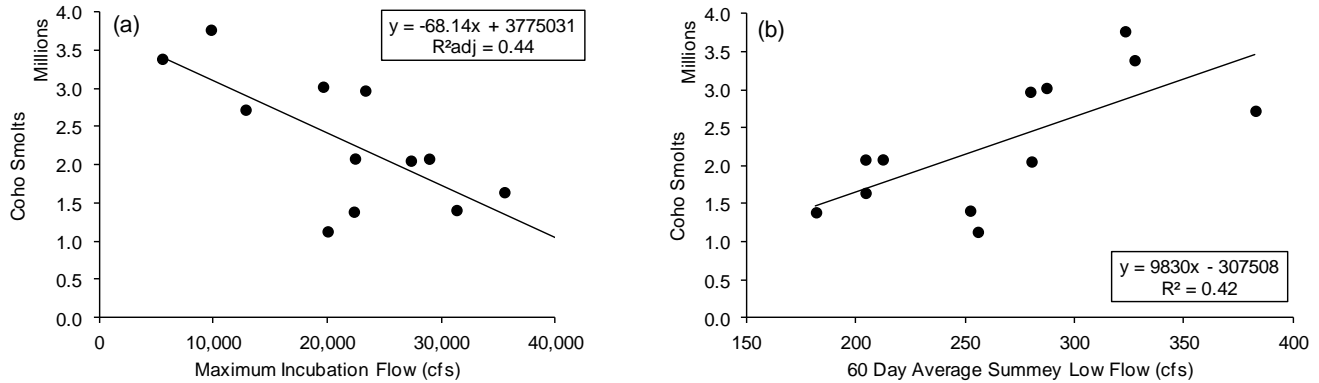 (a)
y = -68.14x + 3775031
R²adj = 0.44
Millions
Coho Smolts
4.0
3.5
3.0
2.5
2.0
1.5
1.0
0.5
0.0
0
10,000
20,000
30,000
40,000
Maximum Incubation Flow (cfs)
(b)
Millions
Coho Smolts
4.0
3.5
3.0
2.5
2.0
1.5
1.0
0.5
0.0
y = 9830x - 307508
R² = 0.42
150
200
250
300
350
400
60 Day Average Summey Low Flow (cfs)